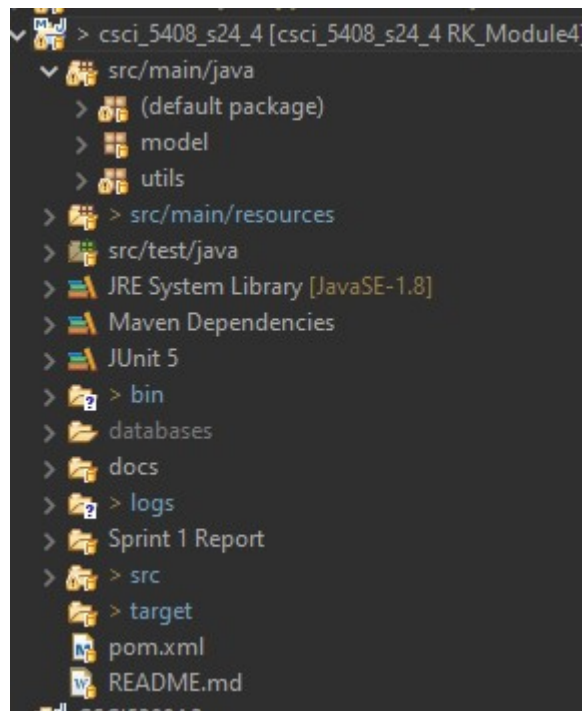 > csci_5408_s24_4 [csci_5408_s24_4 RK_Module4]
src/main/java
(default package)
model
utils
> src/main/resources
src/test/java
JRE System Library [JavaSE-1.8]
Maven Dependencies
JUnit 5
> bin
databases
docs
> logs
Sprint 1 Report
> src
> target
pom.xml
README.md